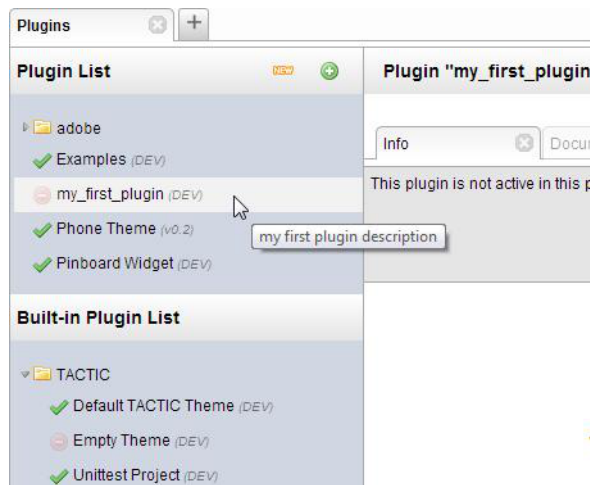 Plugins
Plugin List
NEW
Plugin "my_first_plugin
adobe
Info
Examples (DEV)
my_first_plugin (DEV)
This plugin is not active in this
Phone Theme (v0.2)
my first plugin description
Pinboard Widget (DEV)
Built-in Plugin List
TACTIC
Default TACTIC Theme (DEV)
Empty Theme (DEV)
Unittest Project (DEV)